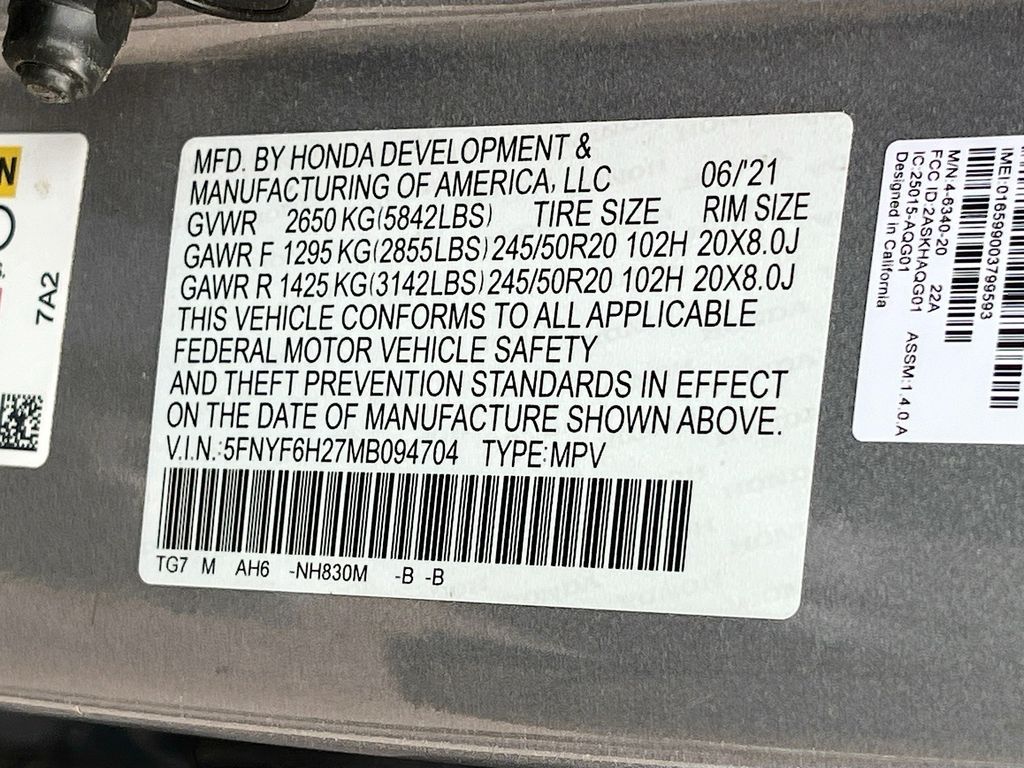 MFD. BY HONDA DEVELOPMENT &
MANUFACTURING OF AMERICA, LLC 06/'21
GVWR 2650 KG(5842LBS) TIRE SIZE RIM SIZE
GAWR F 1295 KG(2855LBS) 245/50R20 102H 20X8.0J
GAWR R 1425 KG(3142LBS) 245/50R20 102H 20X8.0J
THIS VEHICLE CONFORMS TO ALL APPLICABLE
FEDERAL MOTOR VEHICLE SAFETY
AND THEFT PREVENTION STANDARDS IN EFFECT
ON THE DATE OF MANUFACTURE SHOWN ABOVE.
V.I.N.:5FNYF6H27MB094704 TYPE:MPV
TG7 M AH6 -NH830M -B -B
7A2
IMEI:016599003799593
M/N:4-6340-20 22A
FCC ID:2ASKHAQG01 ASSM:1.4.0.A
IC:25015-AQG01
Designed in California